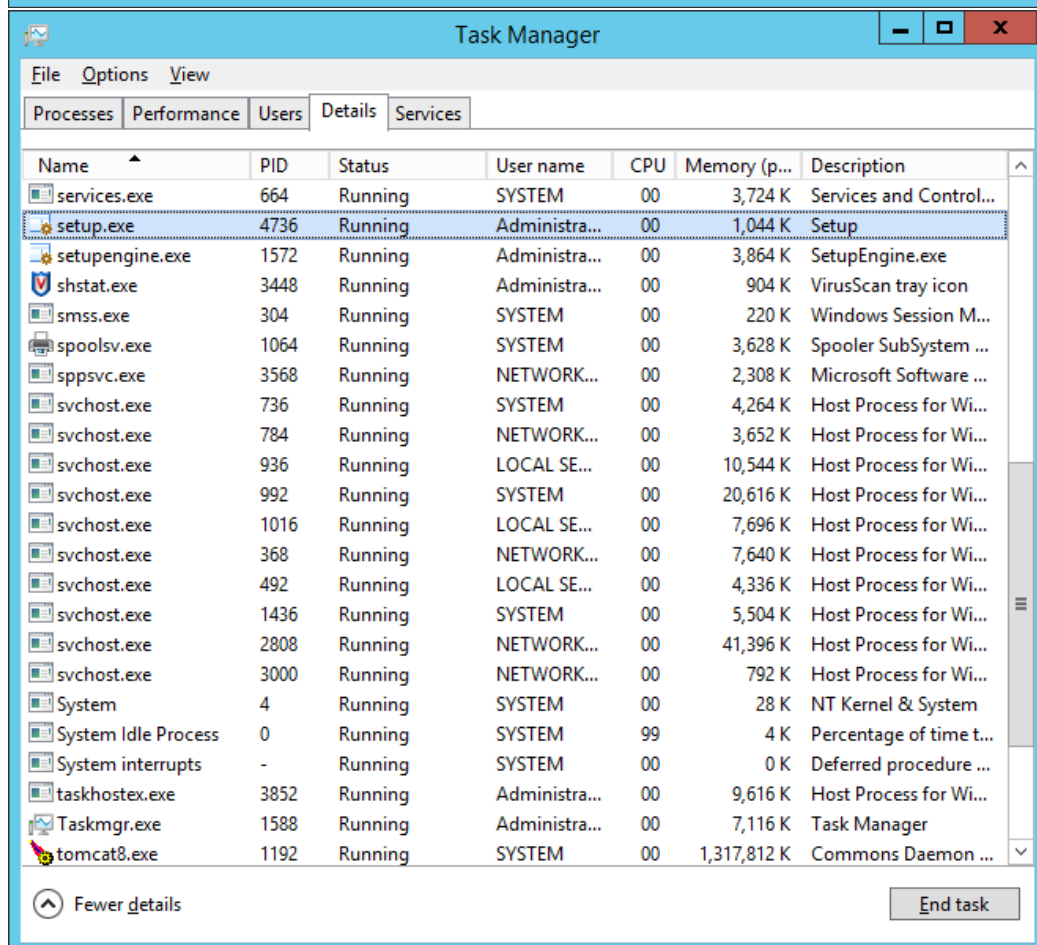 Task Manager
File Options View
Processes Performance Users Details Services
Name PID Status User name CPU Memory (p... Description
services.exe 664 Running SYSTEM 00 3,724 K Services and Control...
setup.exe 4736 Running Administra... 00 1,044 K Setup
setupengine.exe 1572 Running Administra... 00 3,864 K SetupEngine.exe
shstat.exe 3448 Running Administra... 00 904 K VirusScan tray icon
smss.exe 304 Running SYSTEM 00 220 K Windows Session M...
spoolsv.exe 1064 Running SYSTEM 00 3,628 K Spooler SubSystem ...
sppsvc.exe 3568 Running NETWORK... 00 2,308 K Microsoft Software ...
svchost.exe 736 Running SYSTEM 00 4,264 K Host Process for Wi...
svchost.exe 784 Running NETWORK... 00 3,652 K Host Process for Wi...
svchost.exe 936 Running LOCAL SE... 00 10,544 K Host Process for Wi...
svchost.exe 992 Running SYSTEM 00 20,616 K Host Process for Wi...
svchost.exe 1016 Running LOCAL SE... 00 7,696 K Host Process for Wi...
svchost.exe 368 Running NETWORK... 00 7,640 K Host Process for Wi...
svchost.exe 492 Running LOCAL SE... 00 4,336 K Host Process for Wi...
svchost.exe 1436 Running SYSTEM 00 5,504 K Host Process for Wi...
svchost.exe 2808 Running NETWORK... 00 41,396 K Host Process for Wi...
svchost.exe 3000 Running NETWORK... 00 792 K Host Process for Wi...
System 4 Running SYSTEM 00 28 K NT Kernel & System
System Idle Process 0 Running SYSTEM 99 4 K Percentage of time t...
System interrupts - Running SYSTEM 00 0 K Deferred procedure ...
taskhostex.exe 3852 Running Administra... 00 9,616 K Host Process for Wi...
Taskmgr.exe 1588 Running Administra... 00 7,116 K Task Manager
tomcat8.exe 1192 Running SYSTEM 00 1,317,812 K Commons Daemon ...
Fewer details End task